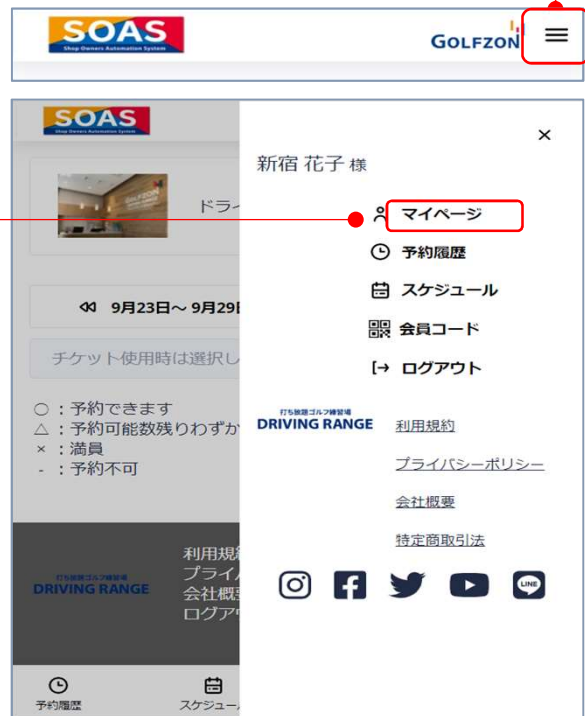 SOAS
Shop Owners Automation System
GOLFZON
SOAS
Shop Owners Automation System
×
新宿 花子 様
GOLFZON
ドライ
マイページ
予約履歴
スケジュール
9月23日～ 9月29日
会員コード
チケット使用時は選択し
ログアウト
○ ：予約できます
△ ：予約可能数残りわずか
× ：満員
- ：予約不可
打ち放題ゴルフ練習場
DRIVING RANGE
利用規約
プライバシーポリシー
会社概要
特定商取引法
打ち放題ゴルフ練習場
DRIVING RANGE
利用規約
プライバ
会社概要
ログアウ
LINE
予約履歴
スケジュール